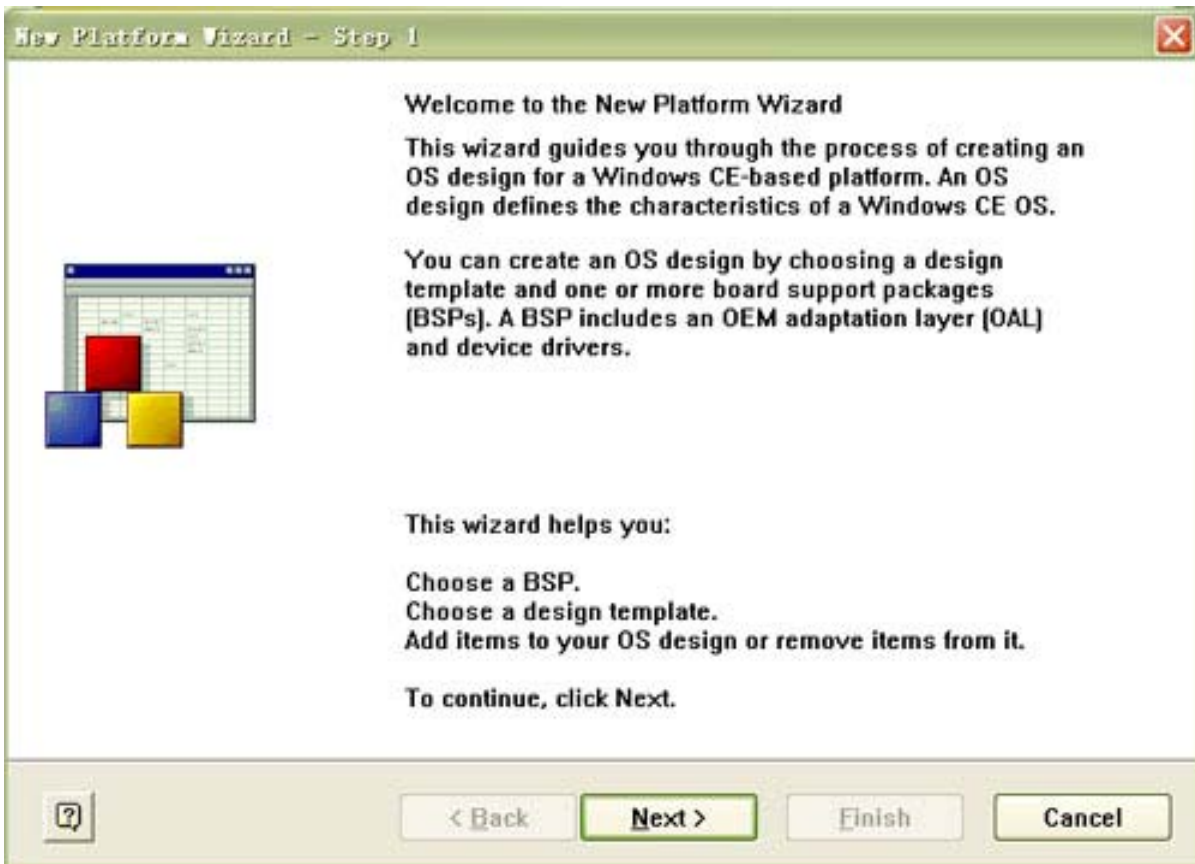 New Platform Wizard - Step 1
Welcome to the New Platform Wizard
This wizard guides you through the process of creating an
OS design for a Windows CE-based platform. An OS
design defines the characteristics of a Windows CE OS.
You can create an OS design by choosing a design
template and one or more board support packages
(BSPs). A BSP includes an OEM adaptation layer (OAL)
and device drivers.
This wizard helps you:
Choose a BSP.
Choose a design template.
Add items to your OS design or remove items from it.
To continue, click Next.
< Back
Next >
Finish
Cancel